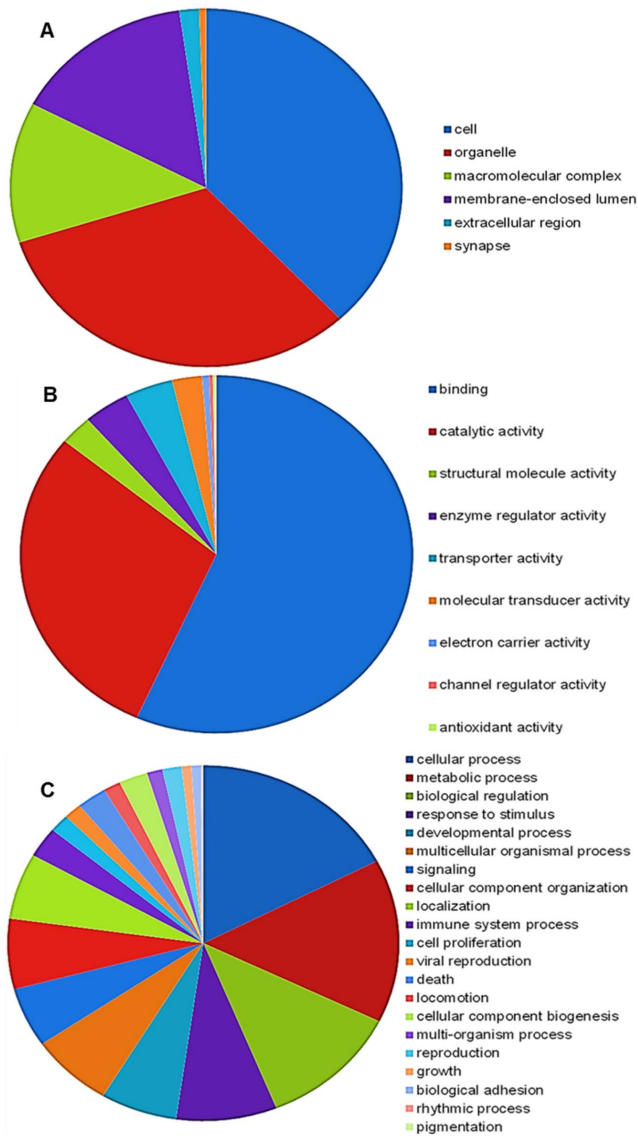 A
cell
organelle
macromolecular complex
membrane-enclosed lumen
extracellular region
synapse
B
binding
catalytic activity
structural molecule activity
enzyme regulator activity
transporter activity
molecular transducer activity
electron carrier activity
channel regulator activity
antioxidant activity
C
cellular process
metabolic process
biological regulation
response to stimulus
developmental process
multicellular organismal process
signaling
cellular component organization
localization
immune system process
cell proliferation
viral reproduction
death
locomotion
cellular component biogenesis
multi-organism process
reproduction
growth
biological adhesion
rhythmic process
pigmentation